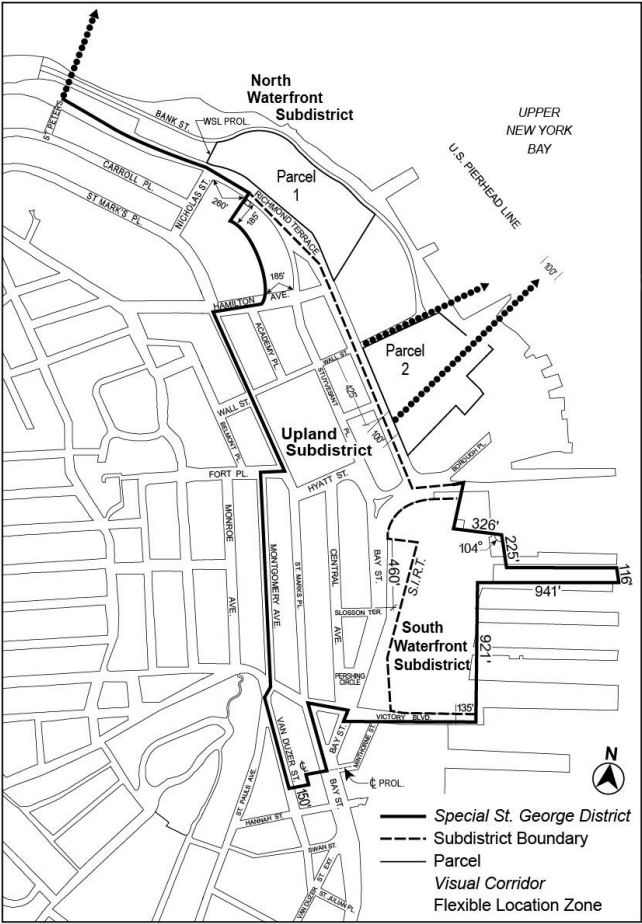 North
Waterfront
Subdistrict
UPPER
NEW YORK
BAY
ST PETERS
BANK ST.
WSL PROL.
U.S. PIERHEAD LINE
CARROLL PL.
Parcel
1
ST MARK'S PL.
NICHOLAS ST.
260'
185'
RICHMOND TERRACE
100'
185'
HAMILTON AVE.
ACADEMY PL.
WALL ST.
Parcel
2
STUYVESANT PL.
425'
WALL ST.
BELMONT PL.
Upland
Subdistrict
100'
BOROUGH PL.
FORT PL.
HYATT ST.
326'
104°
225'
MONROE AVE.
MONTGOMERY AVE.
ST. MARKS PL.
CENTRAL AVE.
BAY ST.
460'
S.I.R.T.
116'
941'
SLOSSON TER.
South
Waterfront
Subdistrict
921'
PERSHING
CIRCLE
135'
VICTORY BLVD.
VAN DUZER ST.
BAY ST.
MINTHORNE ST.
℄ PROL.
150'
BAY ST.
ST. PAULS AVE.
HANNAH ST.
SWAN ST.
VAN DUZER ST. EXT.
ST. JULIAN PL.
N
Special St. George District
Subdistrict Boundary
Parcel
Visual Corridor
Flexible Location Zone